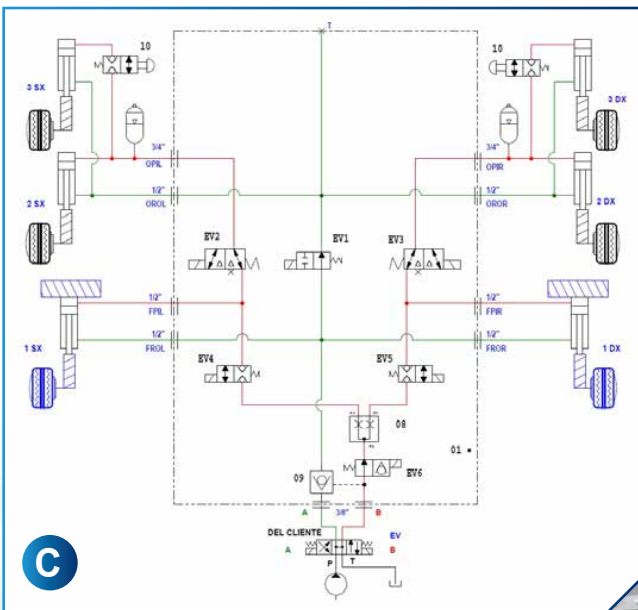 T
10
10
3 SX
3 DX
3/4"
OPIL
3/4"
OPIR
1/2"
OROL
1/2"
OROR
2 SX
2 DX
EV2
EV1
EV3
1/2"
FPIL
1/2"
FPIR
1/2"
FROL
1/2"
FROR
1 SX
1 DX
EV4
EV5
08
01
EV6
09
A
3/8"
B
DEL CLIENTE
EV
A
B
P
T
C